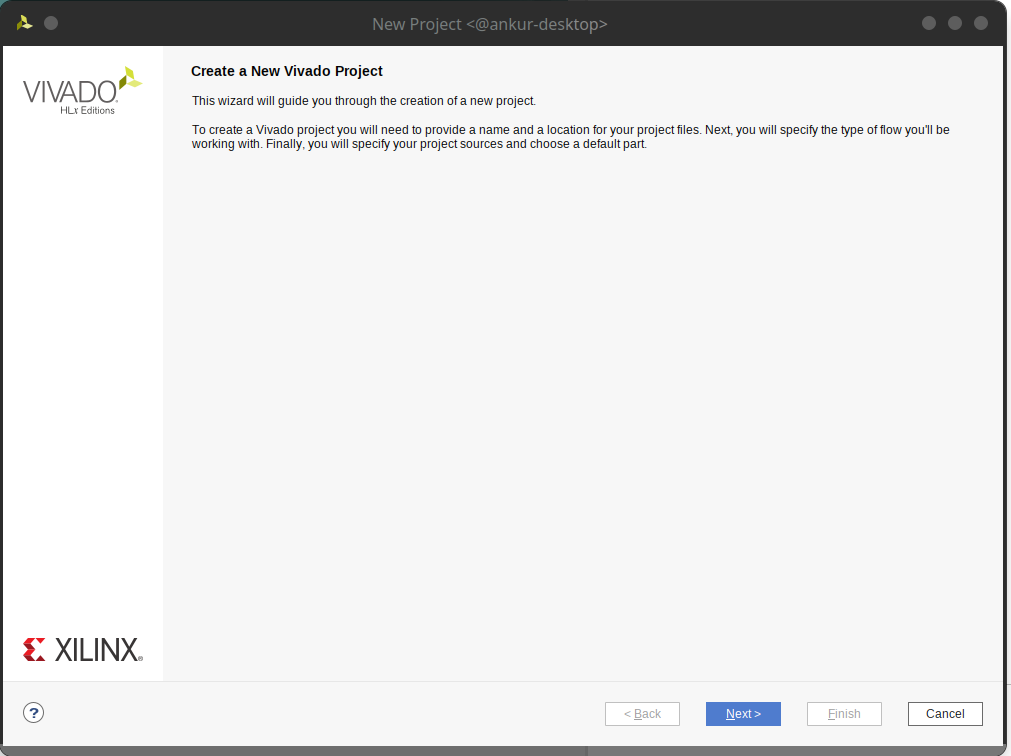 New Project <@ankur-desktop>
VIVADO.
HLx Editions
Create a New Vivado Project
This wizard will guide you through the creation of a new project.
To create a Vivado project you will need to provide a name and a location for your project files. Next, you will specify the type of flow you'll be
working with. Finally, you will specify your project sources and choose a default part.
XILINX®
?
< Back
Next >
Finish
Cancel